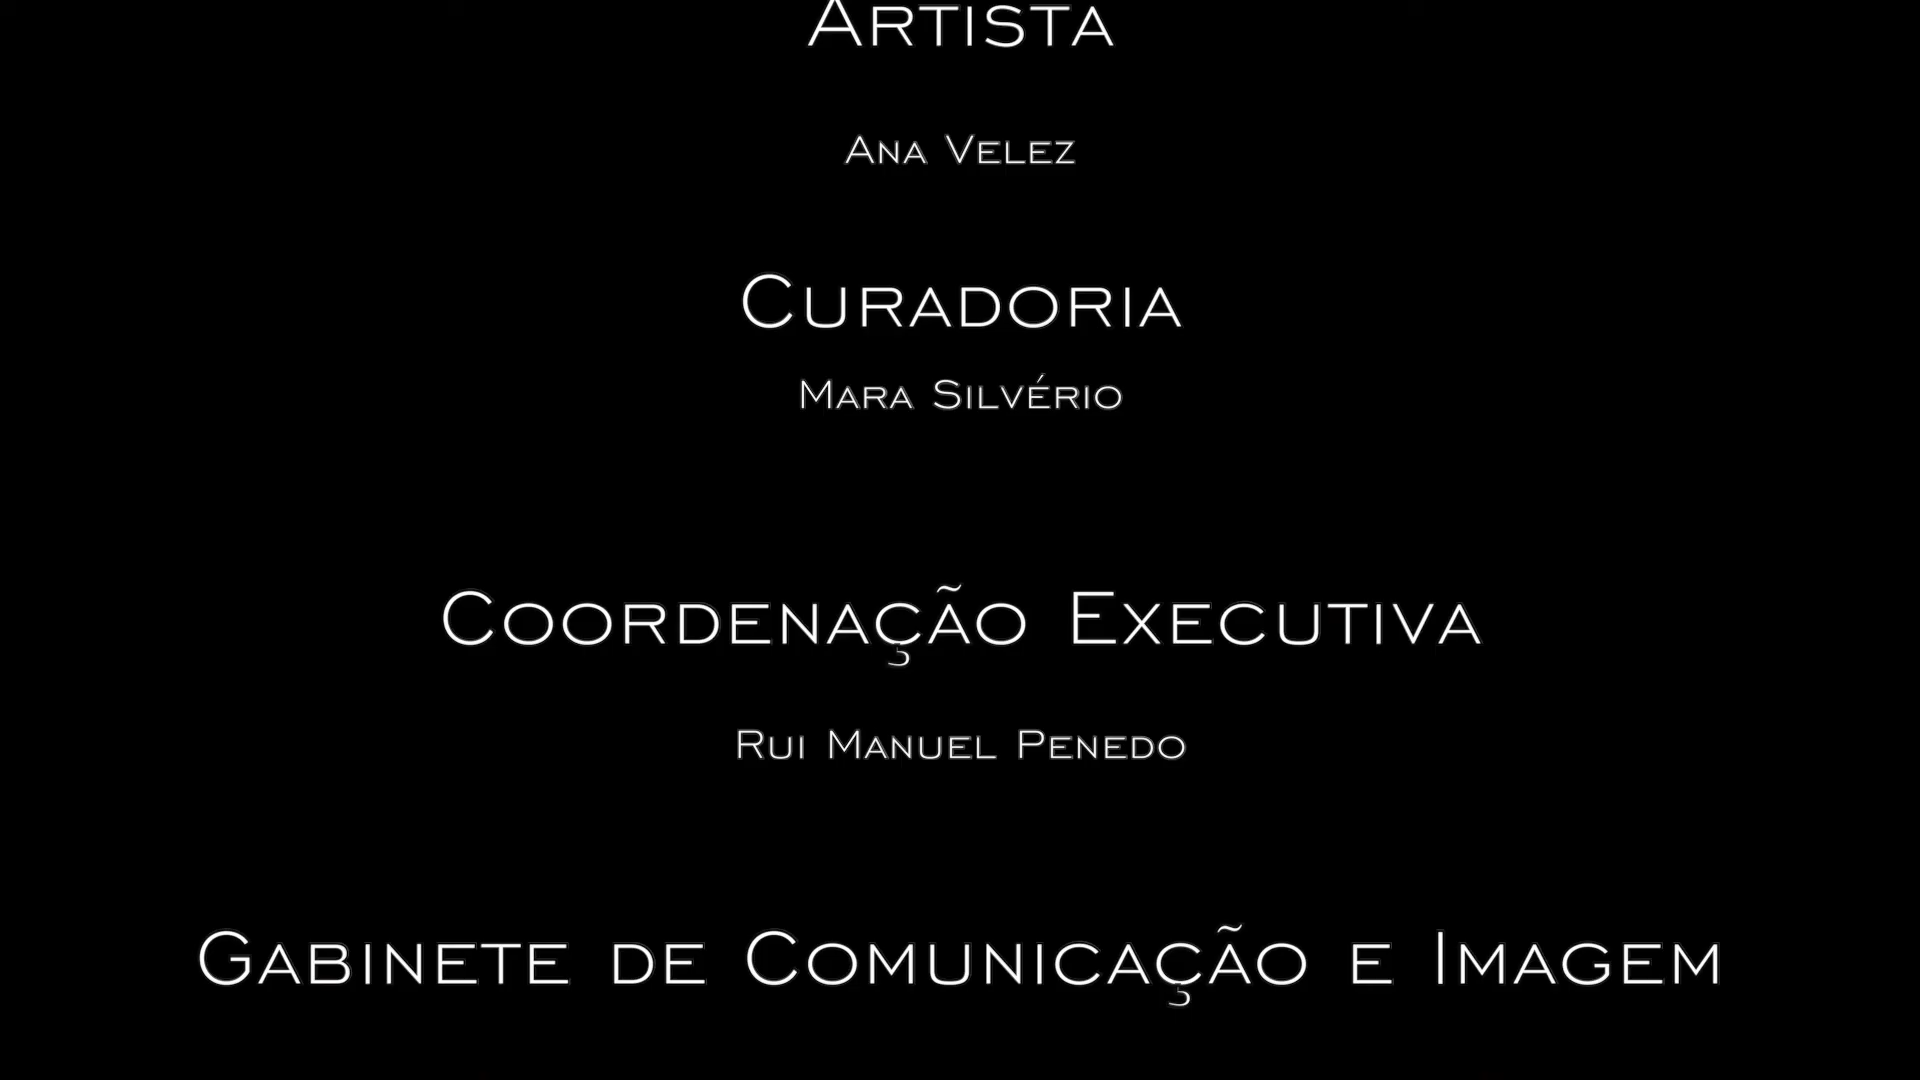 Artista
Ana Velez
Curadoria
Mara Silvério
Coordenação Executiva
Rui Manuel Penedo
Gabinete de Comunicação e Imagem